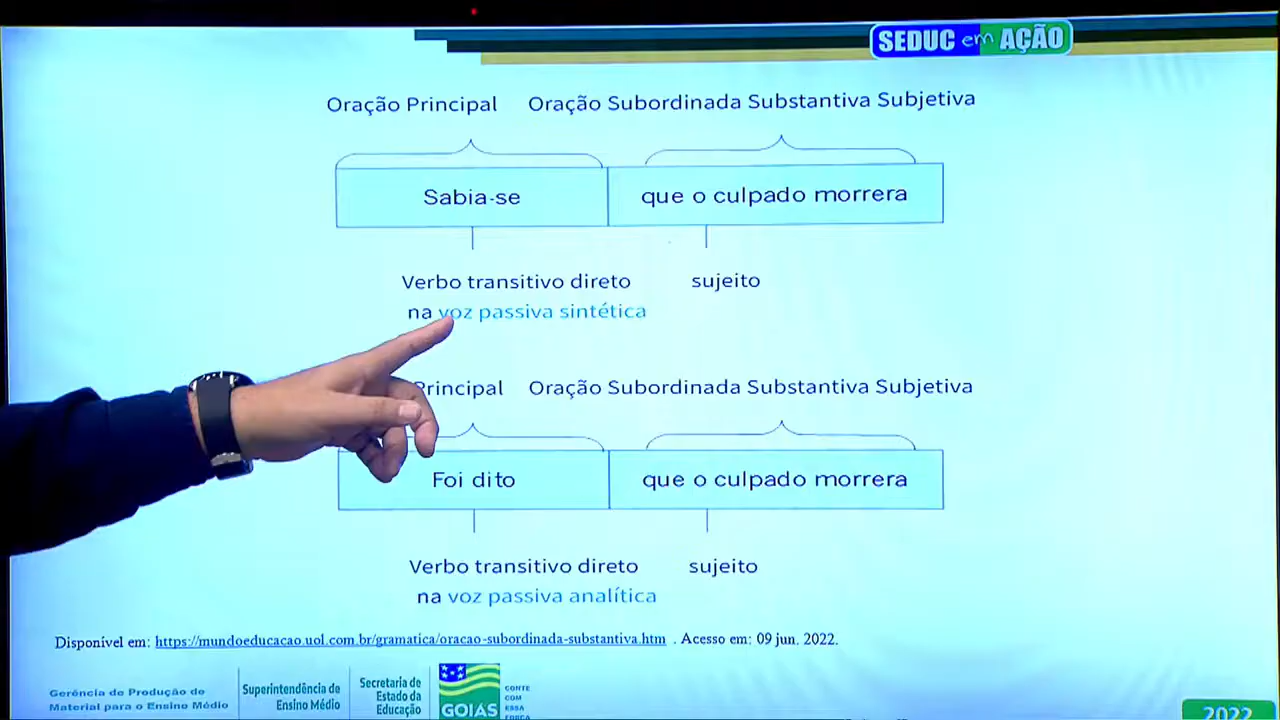 SEDUC em AÇÃO
Oração Principal Oração Subordinada Substantiva Subjetiva
Sabia-se que o culpado morrera
Verbo transitivo direto sujeito
na voz passiva sintética
Principal Oração Subordinada Substantiva Subjetiva
Foi dito que o culpado morrera
Verbo transitivo direto sujeito
na voz passiva analítica
Disponível em: https://mundoeducacao.uol.com.br/gramatica/oracao-subordinada-substantiva.htm . Acesso em: 09 jun. 2022.
Gerência de Produção de
Material para o Ensino Médio
Superintendência de
Ensino Médio
Secretaria de
Estado da
Educação
GOIÁS
CONTE
COM
ESSA
FORÇA
2022